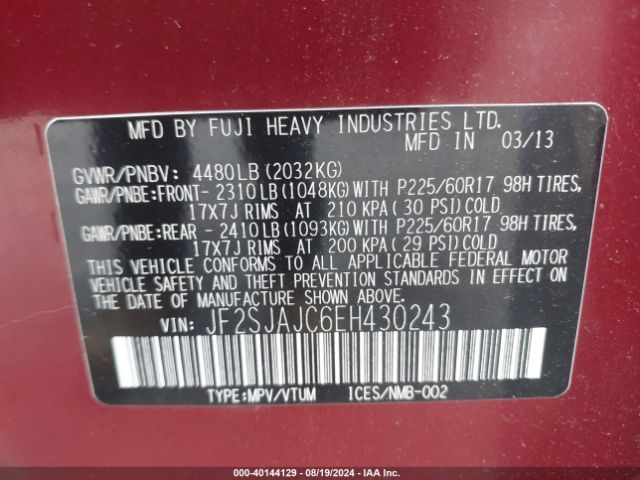 MFD BY FUJI HEAVY INDUSTRIES LTD.
MFD IN 03/13
GVWR/PNBV: 4480LB(2032KG)
GAWR/PNBE:FRONT-2310LB(1048KG)WITH P225/60R17 98H TIRES,
17X7J RIMS AT 210 KPA(30 PSI)COLD
GAWR/PNBE:REAR -2410LB(1093KG)WITH P225/60R17 98H TIRES,
17X7J RIMS AT 200 KPA(29 PSI)COLD
THIS VEHICLE CONFORMS TO ALL APPLICABLE FEDERAL MOTOR
VEHICLE SAFETY AND THEFT PREVENTION STANDARDS IN EFFECT ON
THE DATE OF MANUFACTURE SHOWN ABOVE.
VIN: JF2SJAJC6EH430243
TYPE:MPV/VTUM ICES/NMB-002
000-40144129 - 08/19/2024 - IAAI.COM